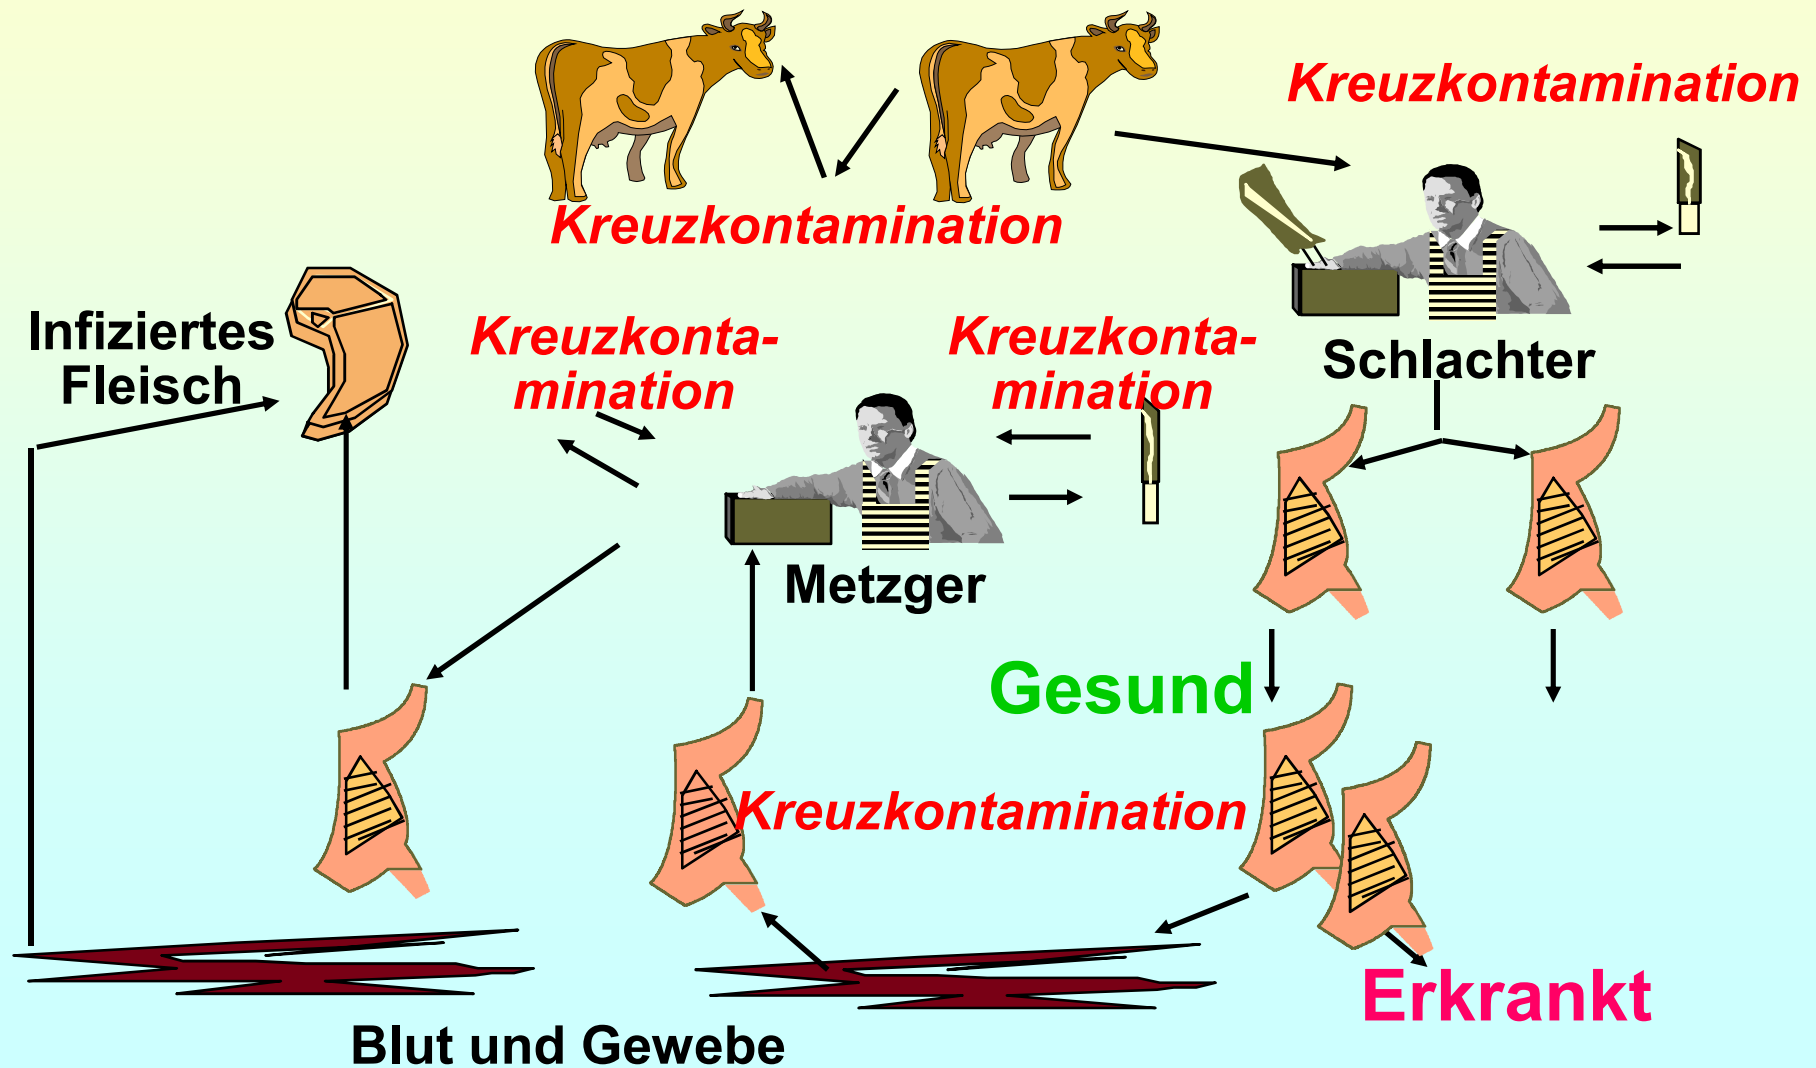 Kreuzkontamination
Kreuzkontamination
Infiziertes
Fleisch
Kreuzkonta-
mination
Kreuzkonta-
mination
Schlachter
Metzger
Gesund
Kreuzkontamination
Erkrankt
Blut und Gewebe